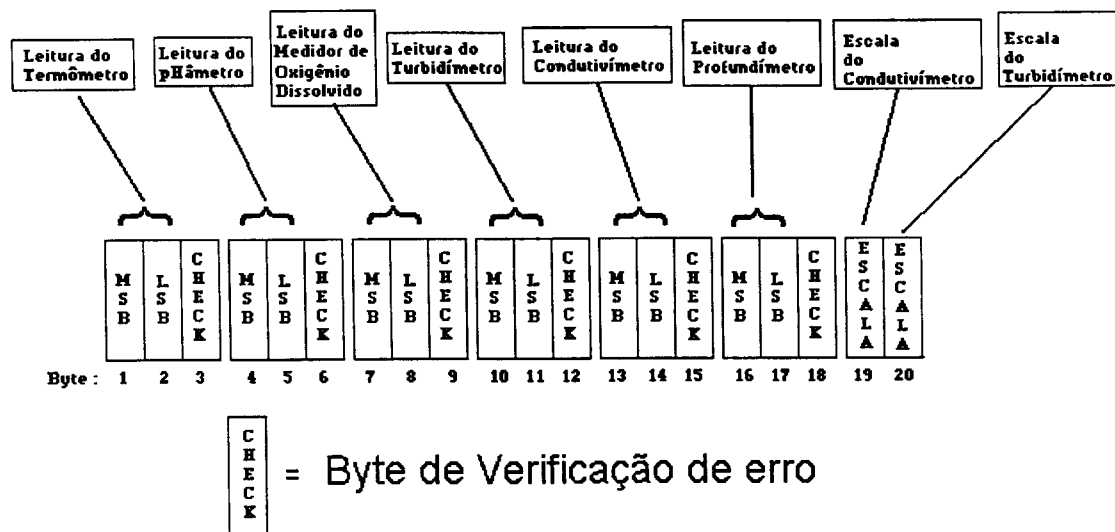 Leitura do
Termômetro
Leitura do
pHâmetro
Leitura do
Medidor de
Oxigênio
Dissolvido
Leitura do
Turbidímetro
Leitura do
Condutivímetro
Leitura do
Profundímetro
Escala
do
Condutivímetro
Escala
do
Turbidímetro
MSB
LSB
CHECK
MSB
LSB
CHECK
MSB
LSB
CHECK
MSB
LSB
CHECK
MSB
LSB
CHECK
MSB
LSB
CHECK
ESCALA
ESCALA
Byte : 1 2 3 4 5 6 7 8 9 10 11 12 13 14 15 16 17 18 19 20
CHECK
= Byte de Verificação de erro